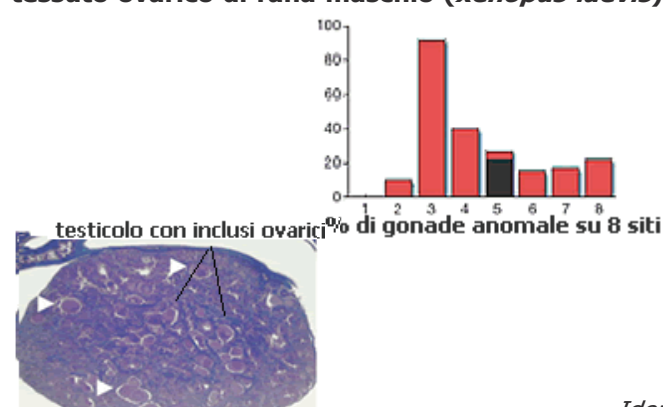 tessuto ovarico di rana maschio (xenopus laevis)
100
80
60
40
20
0
1 2 3 4 5 6 7 8
% di gonade anomale su 8 siti
testicolo con inclusi ovarici